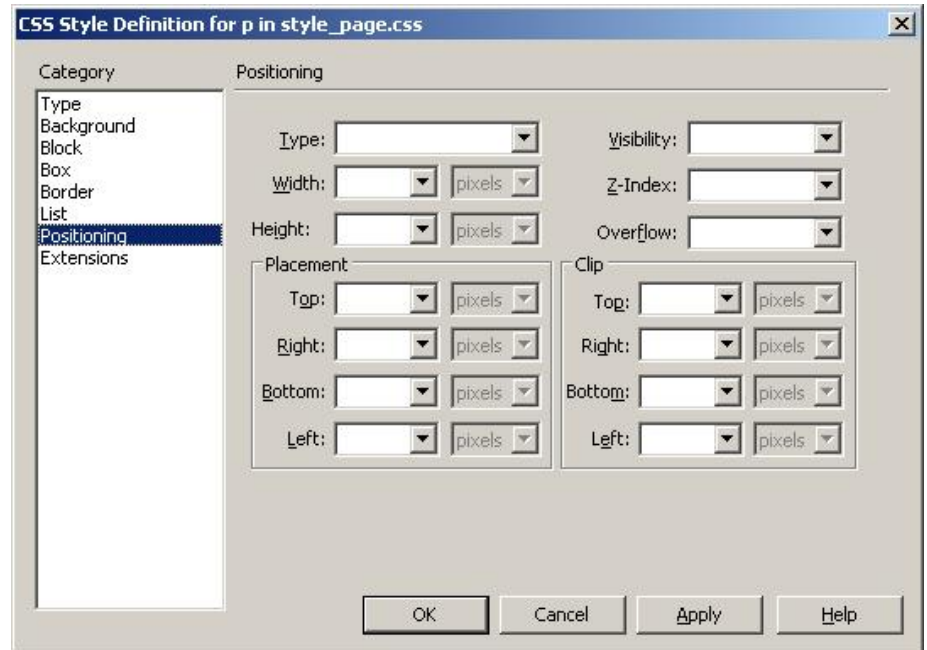 CSS Style Definition for p in style_page.css
Category
Positioning
Type
Background
Block
Box
Border
List
Positioning
Extensions
Type:
Visibility:
Width: pixels
Z-Index:
Height: pixels
Overflow:
Placement
Top: pixels
Right: pixels
Bottom: pixels
Left: pixels
Clip
Top: pixels
Right: pixels
Bottom: pixels
Left: pixels
OK Cancel Apply Help